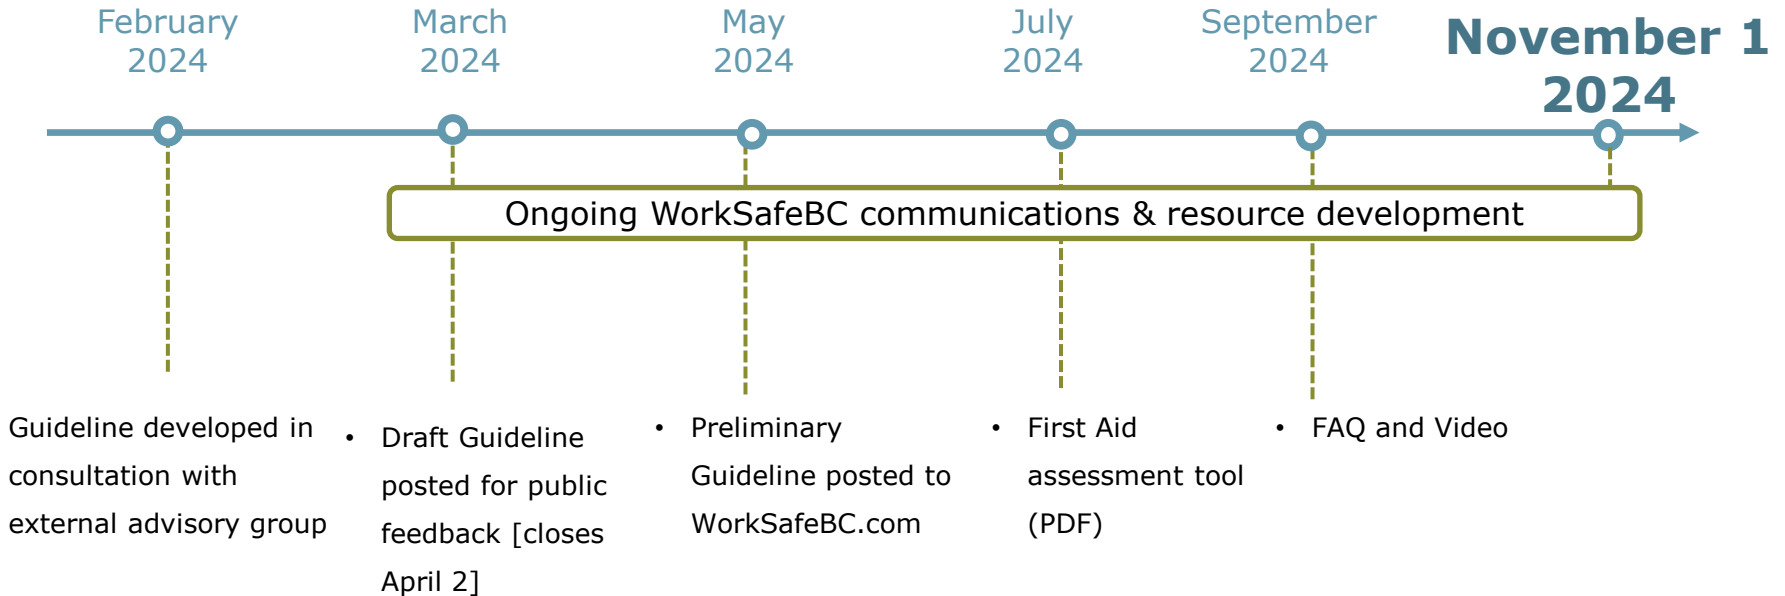 February
2024
March
2024
May
2024
July
2024
September
2024
November 1
2024
Ongoing WorkSafeBC communications & resource development
Guideline developed in
consultation with
external advisory group
• Draft Guideline
posted for public
feedback [closes
April 2]
• Preliminary
Guideline posted to
WorkSafeBC.com
• First Aid
assessment tool
(PDF)
• FAQ and Video